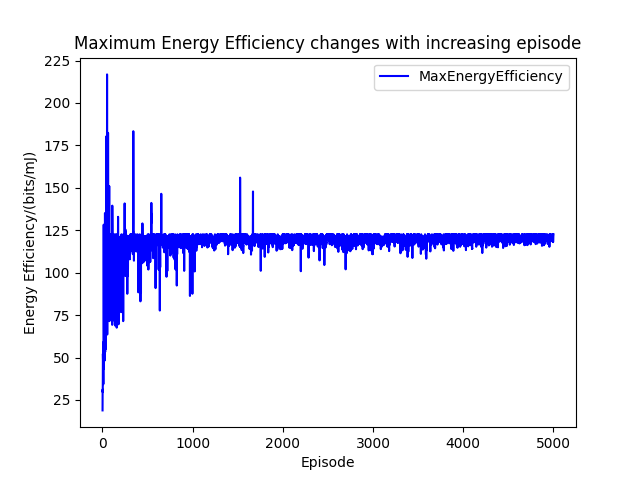 Maximum Energy Efficiency changes with increasing episode
MaxEnergyEfficiency
Energy Efficiency/(bits/mJ)
225
200
175
150
125
100
75
50
25
0 1000 2000 3000 4000 5000
Episode